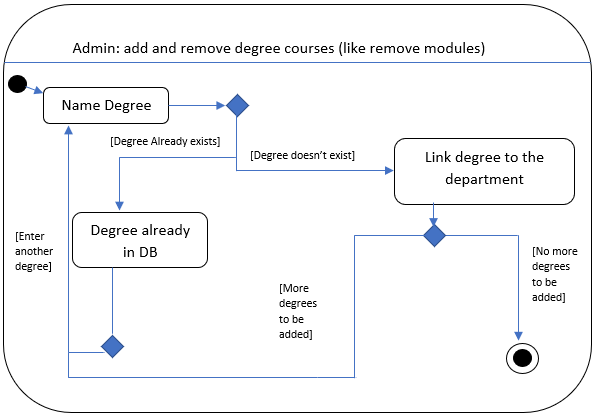 Admin: add and remove degree courses (like remove modules)
Name Degree
[Degree Already exists]
[Degree doesn't exist]
Link degree to the
department
Degree already
in DB
[Enter
another
degree]
[More
degrees
to be
added]
[No more
degrees
to be
added]